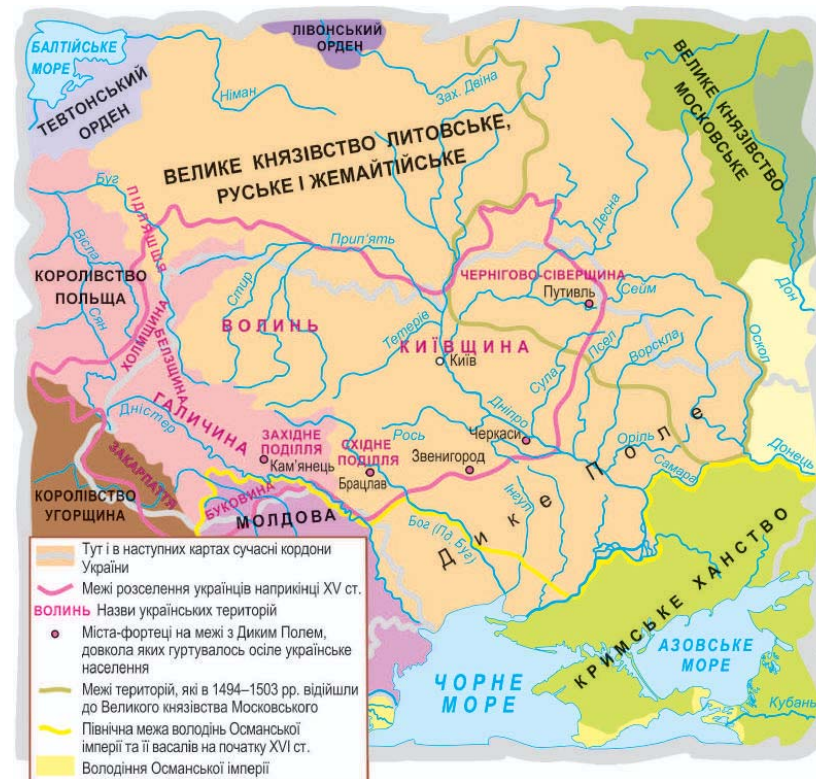 БАЛТІЙСЬКЕ
МОРЕ
ЛІВОНСЬКИЙ
ОРДЕН
ТЕВТОНСЬКИЙ
ОРДЕН
Німан
Зах. Двіна
ВЕЛИКЕ КНЯЗІВСТВО
МОСКОВСЬКЕ
ВЕЛИКЕ КНЯЗІВСТВО ЛИТОВСЬКЕ,
РУСЬКЕ І ЖЕМАЙТІЙСЬКЕ
Буг
ПІДЛЯШШЯ
Вісла
Прип'ять
Десна
КОРОЛІВСТВО
ПОЛЬЩА
Сян
ХОЛМЩИНА
БЕЛЗЩИНА
Стир
ВОЛИНЬ
Тетерів
ЧЕРНІГОВО-СІВЕРЩИНА
Путивль
Сейм
Дон
Оскол
КИЇВЩИНА
Київ
Сула
Псел
Ворскла
ГАЛИЧИНА
Дністер
Дніпро
ЗАХІДНЕ
ПОДІЛЛЯ
Кам'янець
СХІДНЕ
ПОДІЛЛЯ
Брацлав
Рось
Черкаси
Звенигород
Оріль
Самара
Донець
Дике Поле
ЗАКАРПАТТЯ
КОРОЛІВСТВО
УГОРЩИНА
БУКОВИНА
МОЛДОВА
Бог (Пд. Буг)
Інгул
КРИМСЬКЕ ХАНСТВО
АЗОВСЬКЕ
МОРЕ
ЧОРНЕ
МОРЕ
Кубань
Тут і в наступних картах сучасні кордони
України
Межі розселення українців наприкінці XV ст.
ВОЛИНЬ Назви українських територій
Міста-фортеці на межі з Диким Полем,
довкола яких гуртувалось осіле українське
населення
Межі територій, які в 1494–1503 рр. відійшли
до Великого князівства Московського
Північна межа володінь Османської
імперії та її васалів на початку XVI ст.
Володіння Османської імперії